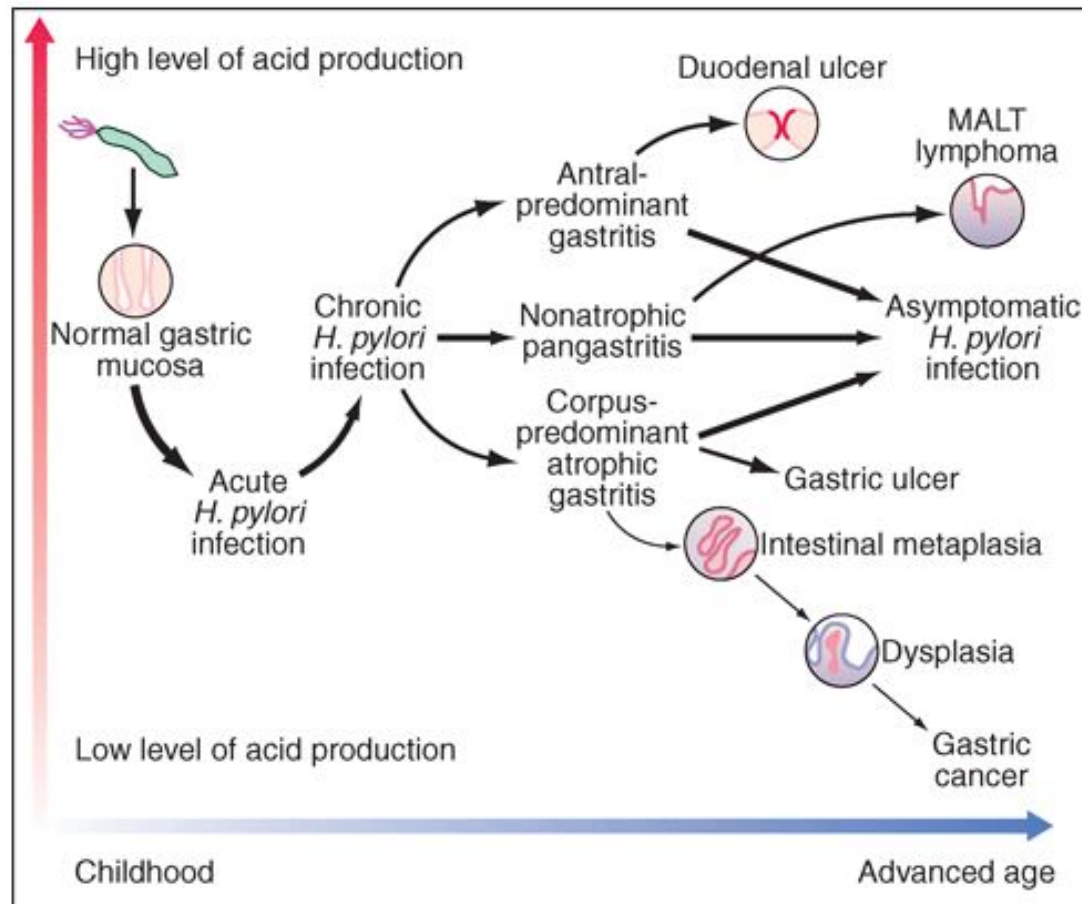 High level of acid production
Duodenal ulcer
MALT
lymphoma
Antral-
predominant
gastritis
Normal gastric
mucosa
Chronic
H. pylori
infection
Nonatrophic
pangastritis
Asymptomatic
H. pylori
infection
Corpus-
predominant
atrophic
gastritis
Acute
H. pylori
infection
Gastric ulcer
Intestinal metaplasia
Dysplasia
Gastric
cancer
Low level of acid production
Childhood
Advanced age